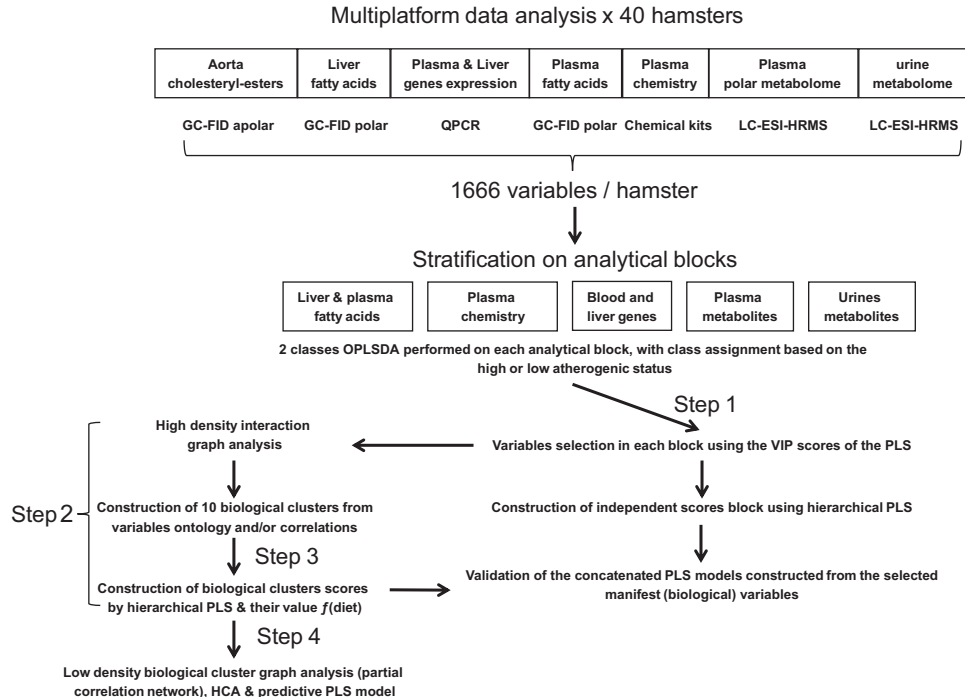 Multiplatform data analysis x 40 hamsters
Aorta
cholesteryl-esters
Liver
fatty acids
Plasma & Liver
genes expression
Plasma
fatty acids
Plasma
chemistry
Plasma
polar metabolome
urine
metabolome
GC-FID apolar
GC-FID polar
QPCR
GC-FID polar
Chemical kits
LC-ESI-HRMS
LC-ESI-HRMS
1666 variables / hamster
Stratification on analytical blocks
Liver & plasma
fatty acids
Plasma
chemistry
Blood and
liver genes
Plasma
metabolites
Urines
metabolites
2 classes OPLSDA performed on each analytical block, with class assignment based on the
high or low atherogenic status
Step 1
High density interaction
graph analysis
Variables selection in each block using the VIP scores of the PLS
Step 2
Construction of 10 biological clusters from
variables ontology and/or correlations
Construction of independent scores block using hierarchical PLS
Step 3
Construction of biological clusters scores
by hierarchical PLS & their value ƒ(diet)
Validation of the concatenated PLS models constructed from the selected
manifest (biological) variables
Step 4
Low density biological cluster graph analysis (partial
correlation network), HCA & predictive PLS model